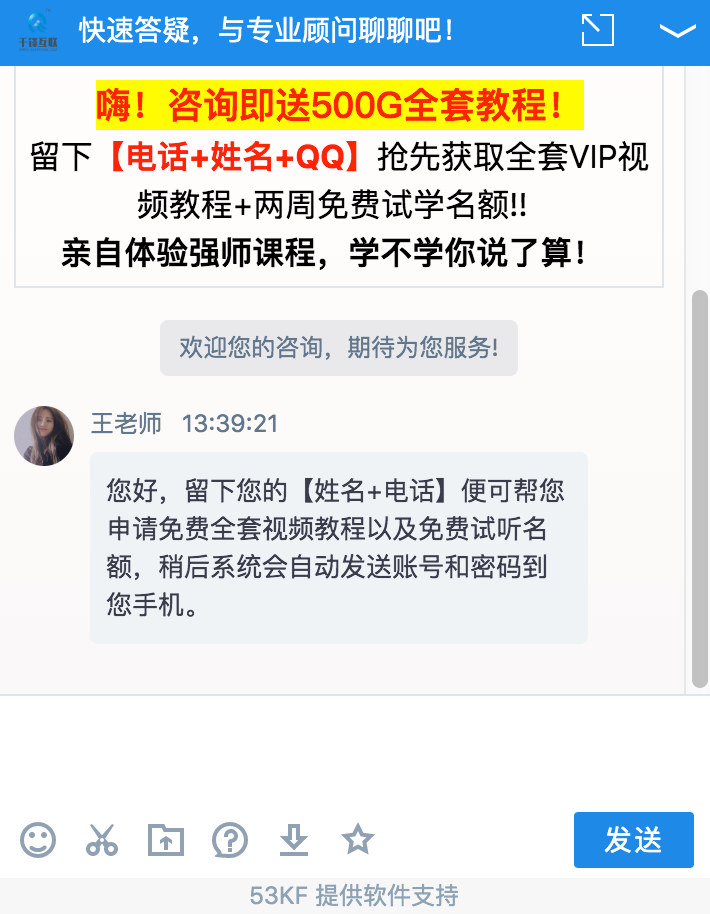 千锋互联
快速答疑，与专业顾问聊聊吧！
嗨！咨询即送500G全套教程！
留下【电话+姓名+QQ】抢先获取全套VIP视
频教程+两周免费试学名额!!
亲自体验强师课程，学不学你说了算！
欢迎您的咨询，期待为您服务!
王老师 13:39:21
您好，留下您的【姓名+电话】便可帮您
申请免费全套视频教程以及免费试听名
额，稍后系统会自动发送账号和密码到
您手机。
发送
53KF 提供软件支持